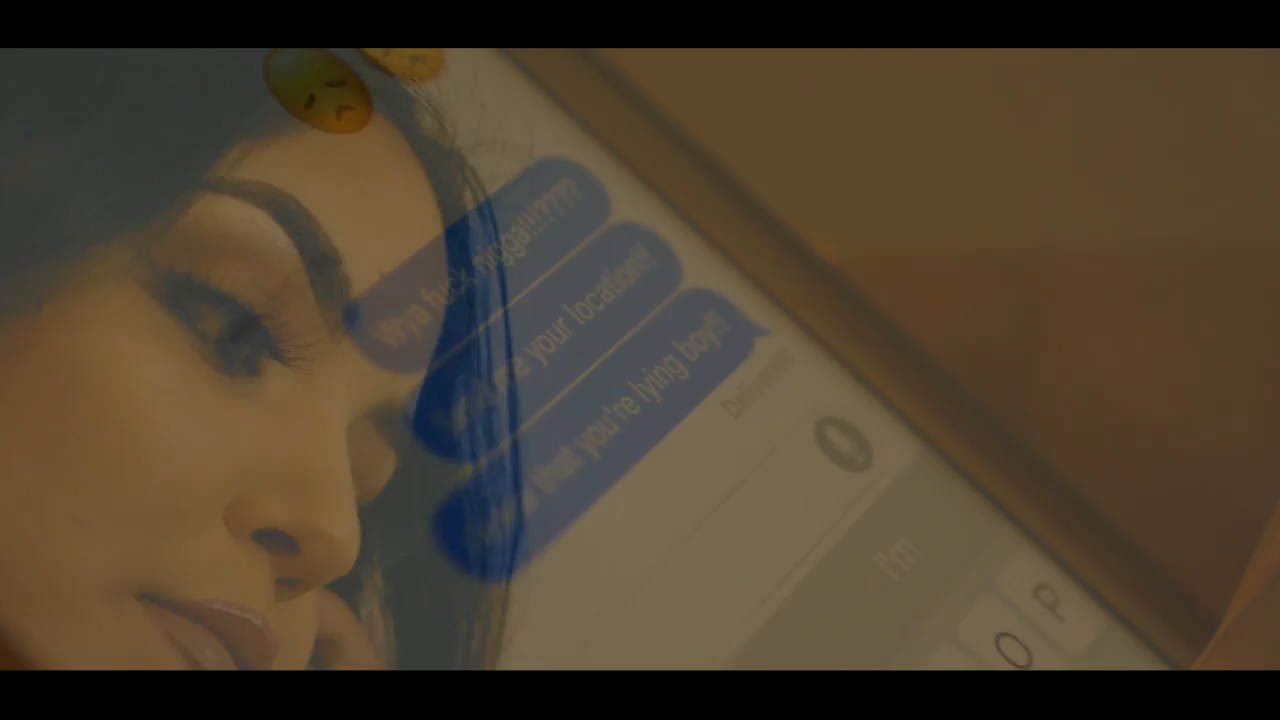 Wya fuck nigga!!!????
your location!!
that you're lying boy!!
Delivered
I'm
O P